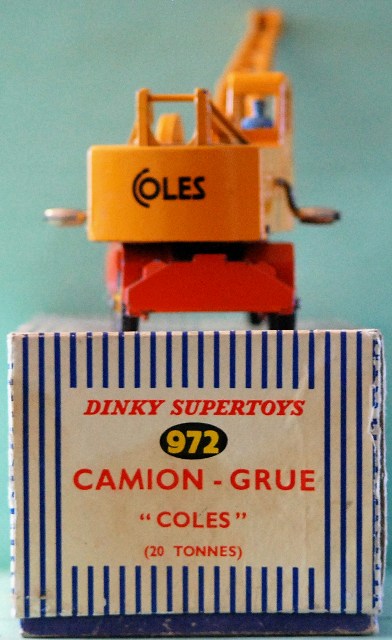 COLES
DINKY SUPERTOYS
972
CAMION - GRUE
"COLES"
(20 TONNES)